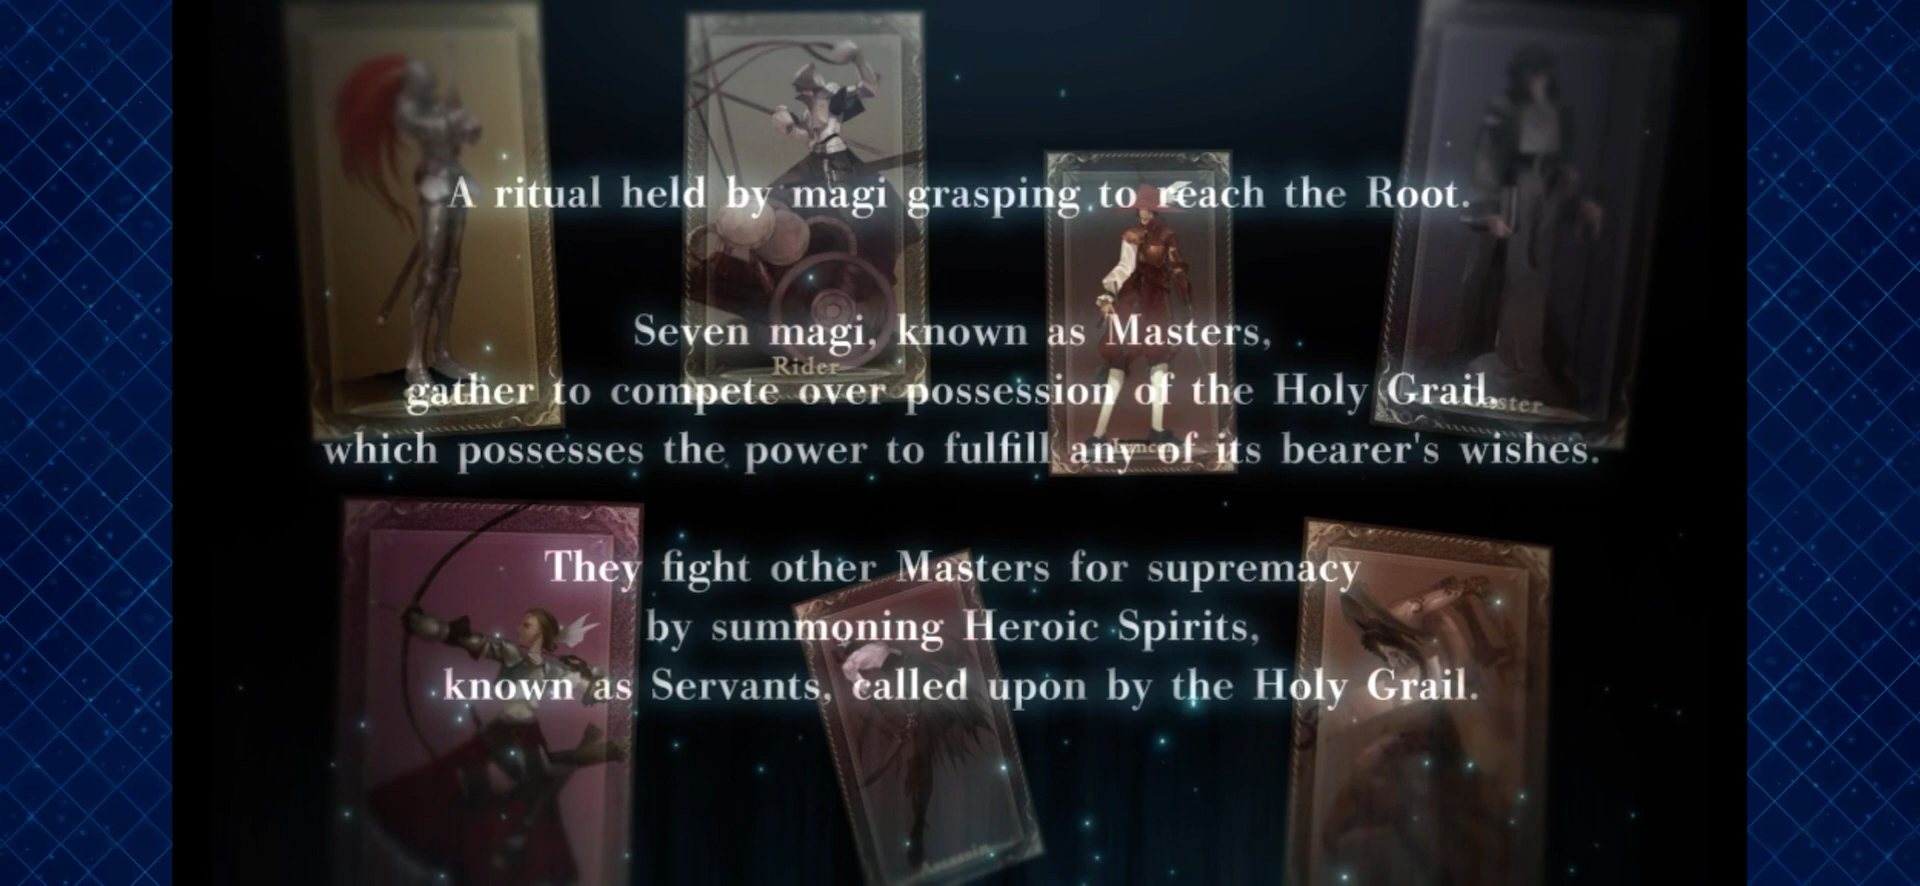 A ritual held by magi grasping to reach the Root.
Seven magi, known as Masters,
Rider
gather to compete over possession of the Holy Grail,
which possesses the power to fulfill any of its bearer's wishes.
They fight other Masters for supremacy
by summoning Heroic Spirits,
known as Servants, called upon by the Holy Grail.